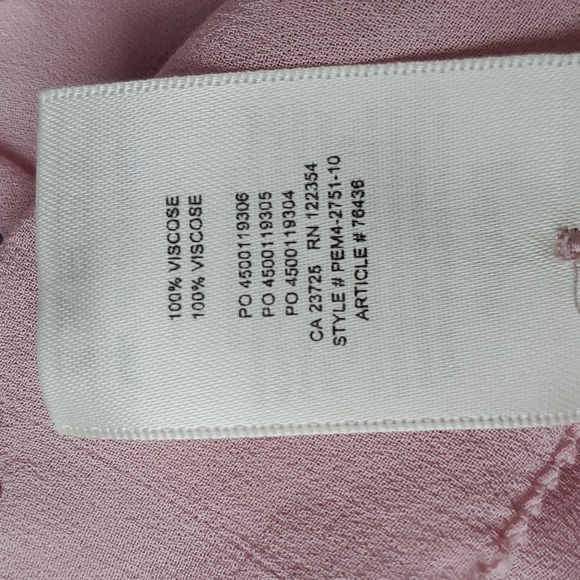 100% VISCOSE
100% VISCOSE
PO 4500119306
PO 4500119305
PO 4500119304
CA 23725 RN 122354
STYLE # PEM4-2751-10
ARTICLE # 76436